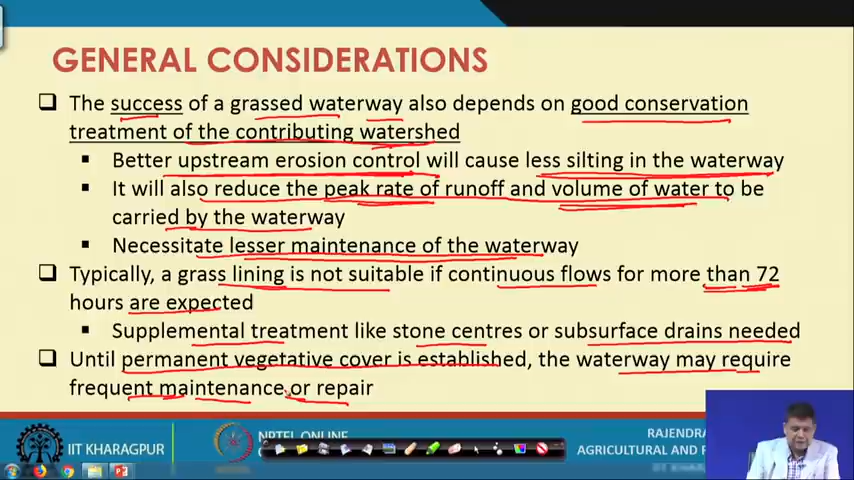 GENERAL CONSIDERATIONS
The success of a grassed waterway also depends on good conservation
treatment of the contributing watershed
Better upstream erosion control will cause less silting in the waterway
It will also reduce the peak rate of runoff and volume of water to be
carried by the waterway
Necessitate lesser maintenance of the waterway
Typically, a grass lining is not suitable if continuous flows for more than 72
hours are expected
Supplemental treatment like stone centres or subsurface drains needed
Until permanent vegetative cover is established, the waterway may require
frequent maintenance or repair
IIT KHARAGPUR
NPTEL ONLINE
RAJENDRA
AGRICULTURAL AND F